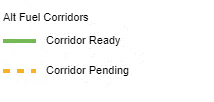 Alt Fuel Corridors
Corridor Ready
Corridor Pending